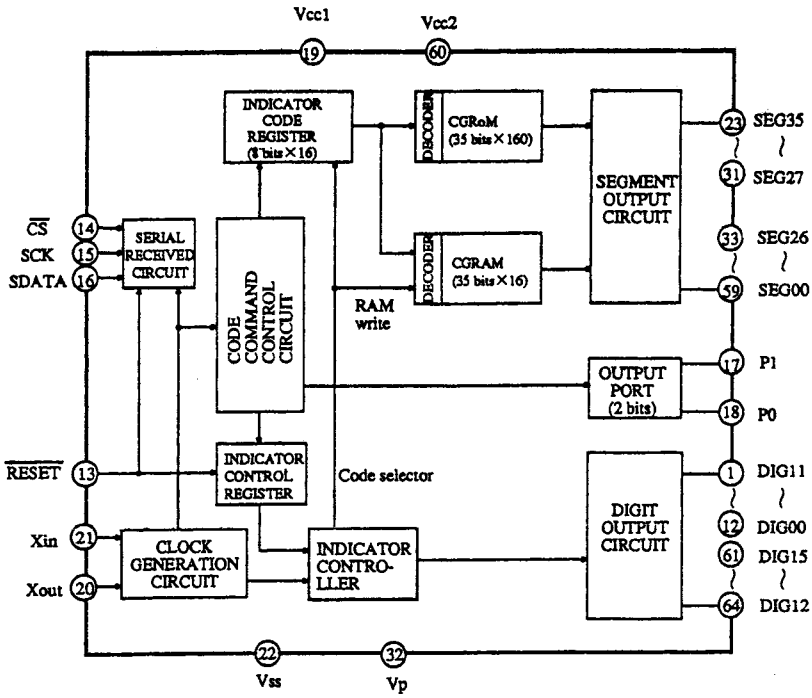 Vcc1
Vcc2
19
60
INDICATOR
CODE
REGISTER
(8 bits×16)
DECODER
CGRoM
(35 bits×160)
SEGMENT
OUTPUT
CIRCUIT
23
SEG35
~
~
31
SEG27
33
SEG26
~
~
59
SEG00
CS
14
SCK
15
SDATA
16
SERIAL
RECEIVED
CIRCUIT
CODE
COMMAND
CONTROL
CIRCUIT
DECODER
CGRAM
(35 bits×16)
RAM
write
OUTPUT
PORT
(2 bits)
17
P1
18
P0
RESET
13
INDICATOR
CONTROL
REGISTER
Code selector
DIGIT
OUTPUT
CIRCUIT
1
DIG11
~
~
12
DIG00
61
DIG15
~
~
64
DIG12
Xin
21
Xout
20
CLOCK
GENERATION
CIRCUIT
INDICATOR
CONTRO-
LLER
22
32
Vss
Vp